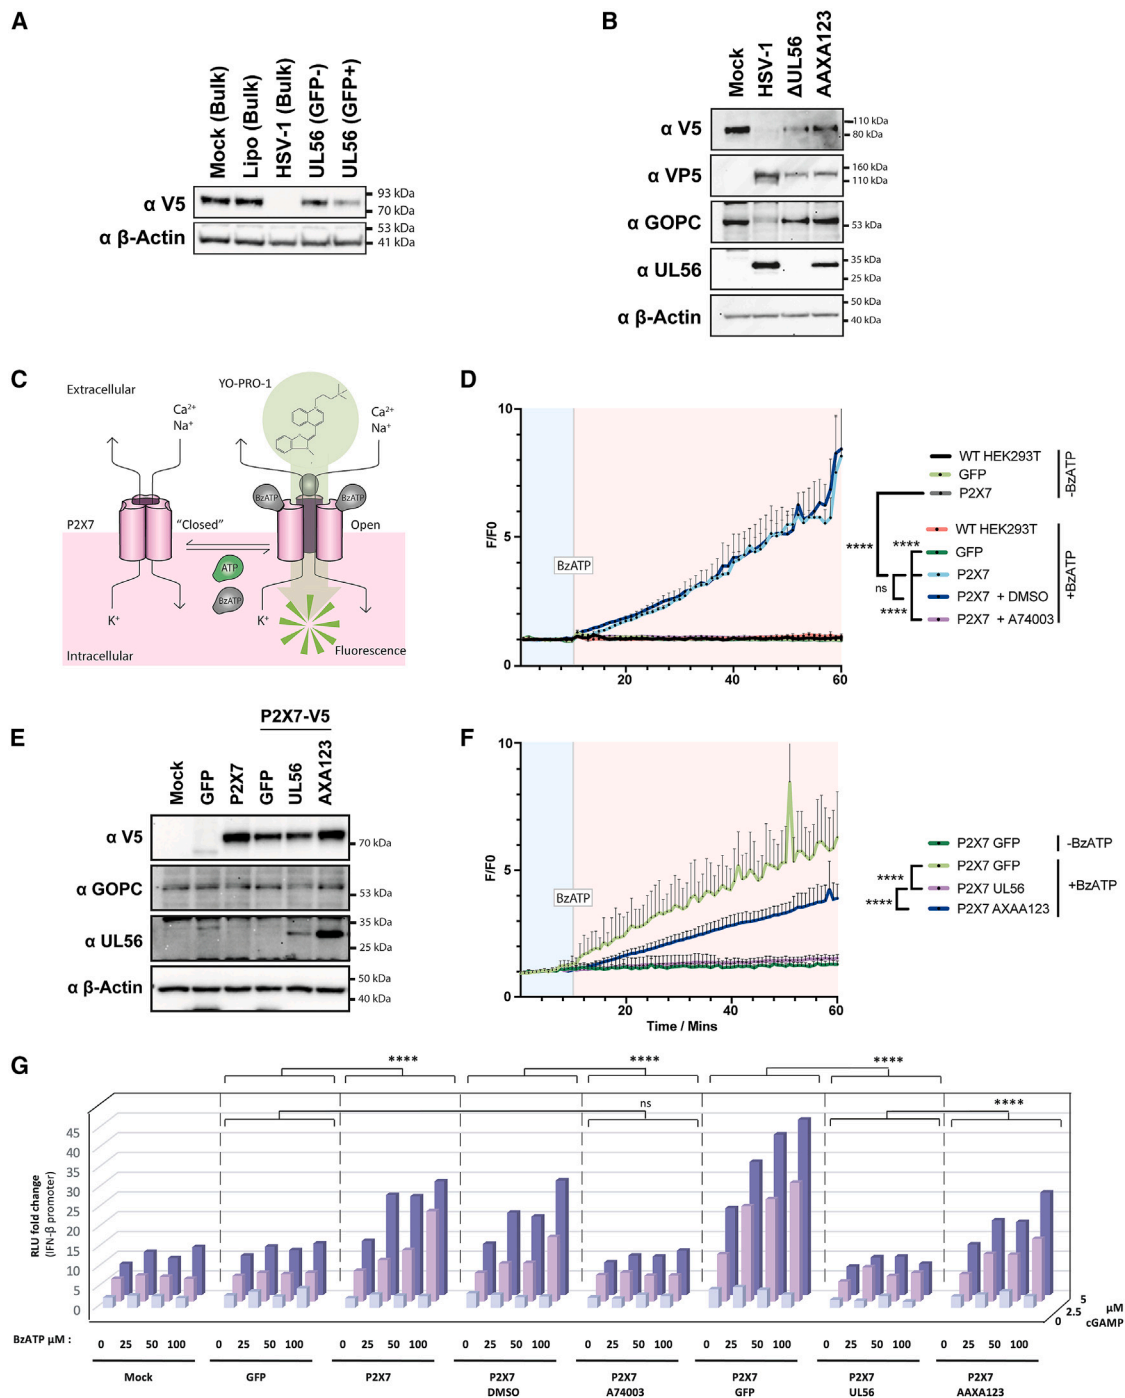 A
Mock (Bulk)
Lipo (Bulk)
HSV-1 (Bulk)
UL56 (GFP-)
UL56 (GFP+)
α V5
93 kDa
70 kDa
α β-Actin
53 kDa
41 kDa
B
Mock
HSV-1
ΔUL56
AAXA123
α V5
110 kDa
80 kDa
α VP5
160 kDa
110 kDa
α GOPC
53 kDa
α UL56
35 kDa
25 kDa
α β-Actin
50 kDa
40 kDa
C
Extracellular
YO-PRO-1
Ca2+
Na+
Ca2+
Na+
BzATP
BzATP
P2X7
"Closed"
Open
ATP
BzATP
K+
K+
Fluorescence
Intracellular
D
10
5
0
F/F0
BzATP
20
40
60
WT HEK293T
GFP
P2X7
-BzATP
WT HEK293T
GFP
P2X7
P2X7 + DMSO
P2X7 + A74003
+BzATP
****
****
ns
****
E
P2X7-V5
Mock
GFP
P2X7
GFP
UL56
AXA123
α V5
70 kDa
α GOPC
53 kDa
α UL56
35 kDa
25 kDa
α β-Actin
50 kDa
40 kDa
F
10
5
0
F/F0
BzATP
20
40
60
Time / Mins
P2X7 GFP
-BzATP
P2X7 GFP
P2X7 UL56
P2X7 AXAA123
+BzATP
****
****
G
****
****
****
ns
****
RLU fold change
(IFN-β promoter)
45
40
35
30
25
20
15
10
5
0
5
2.5
0
μM
cGAMP
BzATP μM :
0 25 50 100
0 25 50 100
0 25 50 100
0 25 50 100
0 25 50 100
0 25 50 100
0 25 50 100
0 25 50 100
Mock
GFP
P2X7
P2X7
DMSO
P2X7
A74003
P2X7
GFP
P2X7
UL56
P2X7
AAXA123